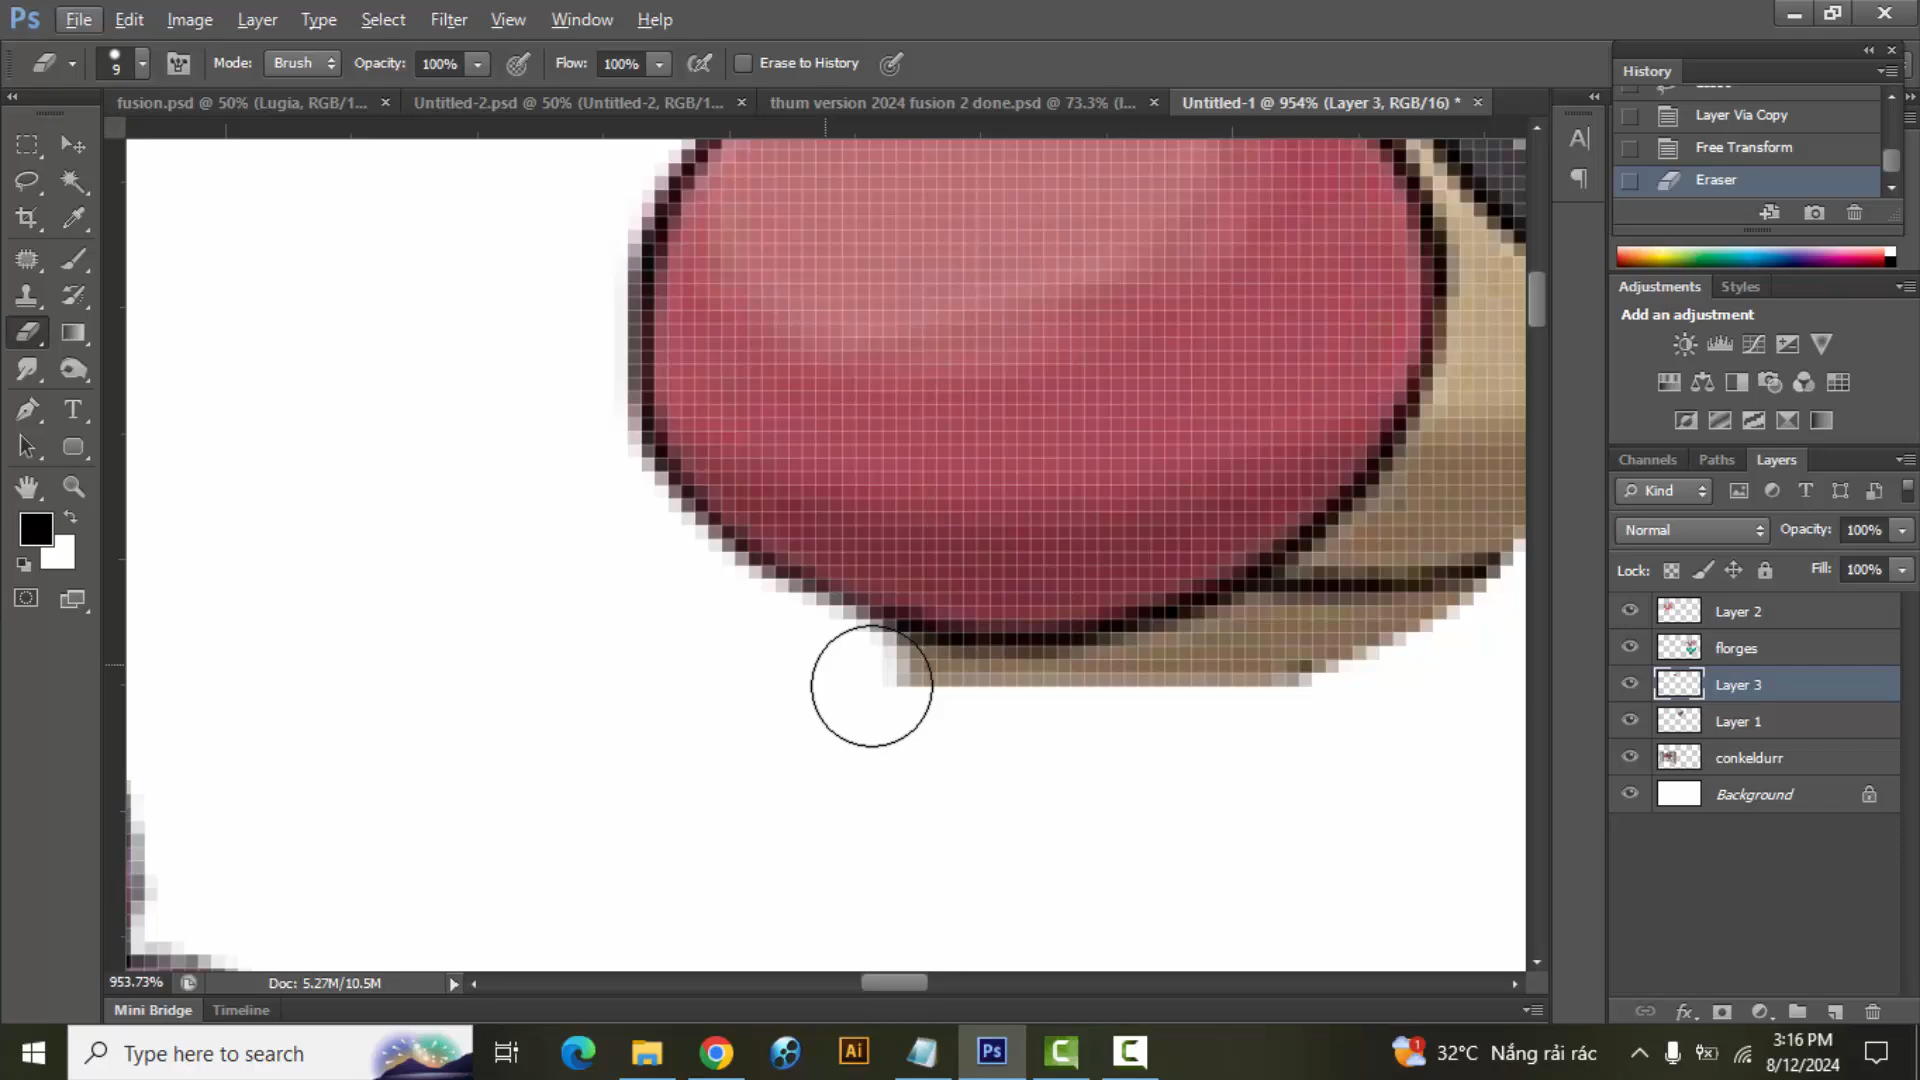 Ps File Edit Image Layer Type Select Filter View Window Help
9 Mode: Brush Opacity: 100% Flow: 100% Erase to History
fusion.psd @ 50% (Lugia, RGB/1... × Untitled-2.psd @ 50% (Untitled-2, RGB/1... × thum version 2024 fusion 2 done.psd @ 73.3% (I... × Untitled-1 @ 954% (Layer 3, RGB/16) * ×
History
Layer Via Copy
Free Transform
Eraser
Adjustments Styles
Add an adjustment
Channels Paths Layers
Kind
Normal Opacity: 100%
Lock: Fill: 100%
Layer 2
florges
Layer 3
Layer 1
conkeldurr
Background
953.73% Doc: 5.27M/10.5M
Mini Bridge Timeline
Type here to search
Ai Ps
32°C Nắng rải rác
3:16 PM
8/12/2024